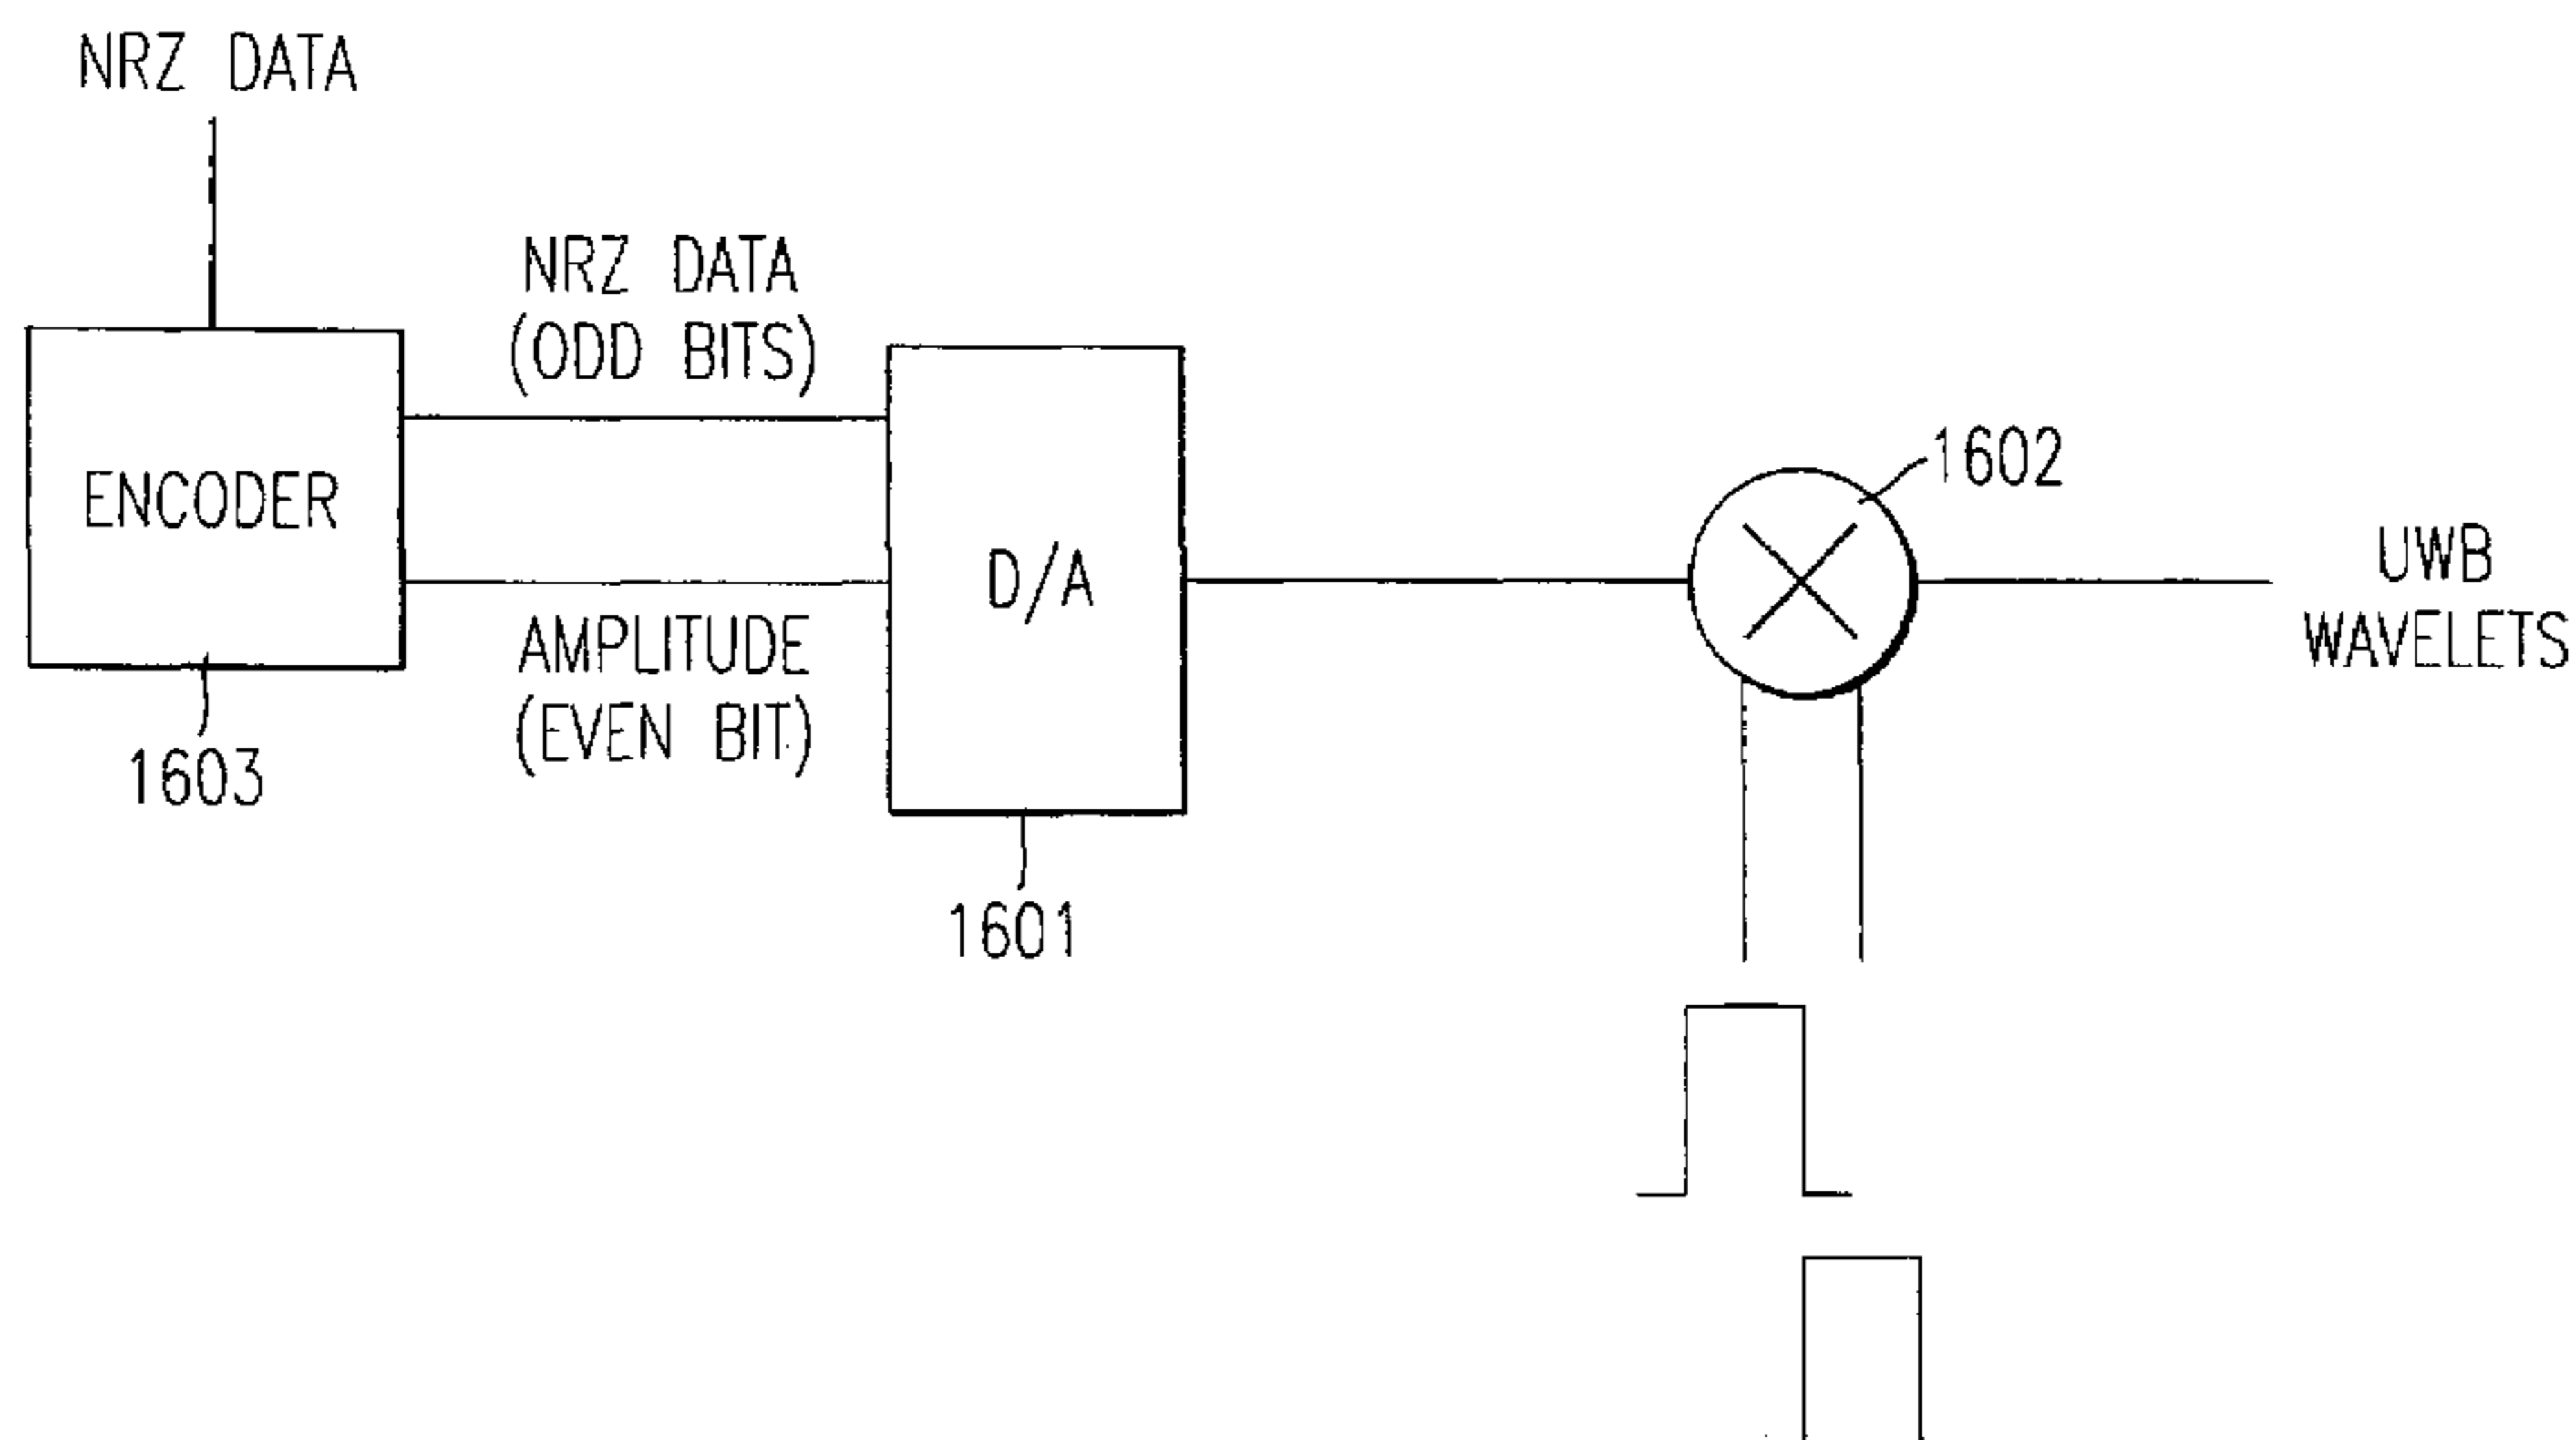 NRZ DATA
NRZ DATA
(ODD BITS)
ENCODER
AMPLITUDE
(EVEN BIT)
1603
D/A
1601
1602
UWB
WAVELETS